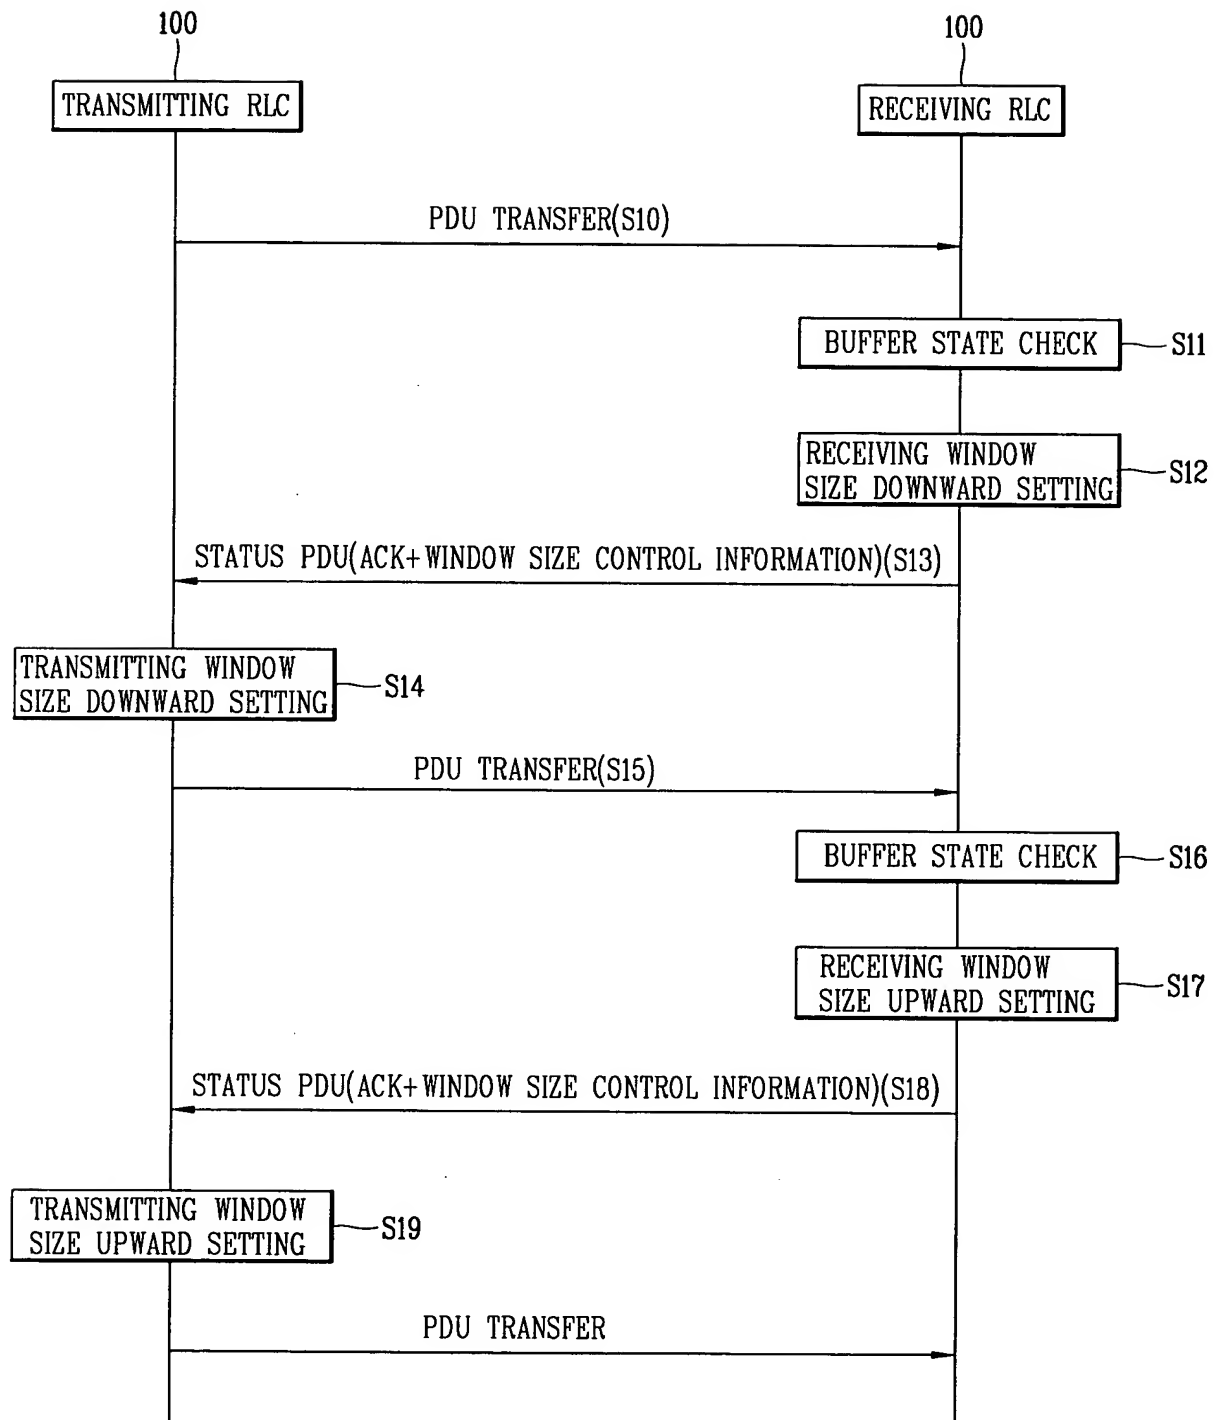 100
100
TRANSMITTING RLC
RECEIVING RLC
PDU TRANSFER(S10)
BUFFER STATE CHECK
S11
RECEIVING WINDOW
SIZE DOWNWARD SETTING
S12
STATUS PDU(ACK+WINDOW SIZE CONTROL INFORMATION)(S13)
TRANSMITTING WINDOW
SIZE DOWNWARD SETTING
S14
PDU TRANSFER(S15)
BUFFER STATE CHECK
S16
RECEIVING WINDOW
SIZE UPWARD SETTING
S17
STATUS PDU(ACK+WINDOW SIZE CONTROL INFORMATION)(S18)
TRANSMITTING WINDOW
SIZE UPWARD SETTING
S19
PDU TRANSFER